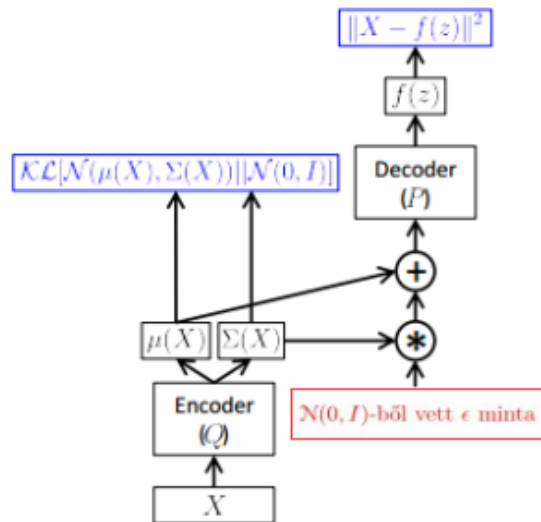 ‖X − f(z)‖²
f(z)
𝒦ℒ[𝒩(μ(X), Σ(X))||𝒩(0, I)]
Decoder
(P)
+
μ(X)
Σ(X)
*
Encoder
(Q)
𝒩(0, I)-ből vett ϵ minta
X